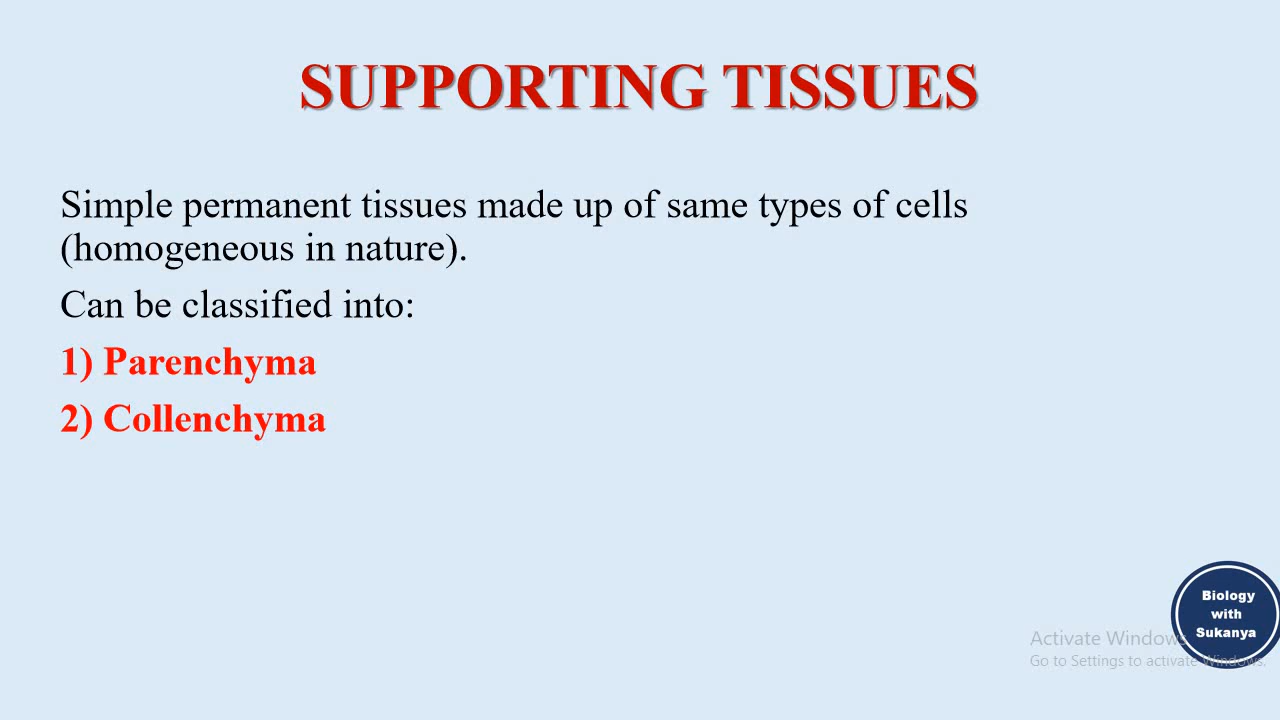 SUPPORTING TISSUES
Simple permanent tissues made up of same types of cells
(homogeneous in nature).
Can be classified into:
1) Parenchyma
2) Collenchyma
Biology
with
Sukanya
Activate Windows
Go to Settings to activate Windows.